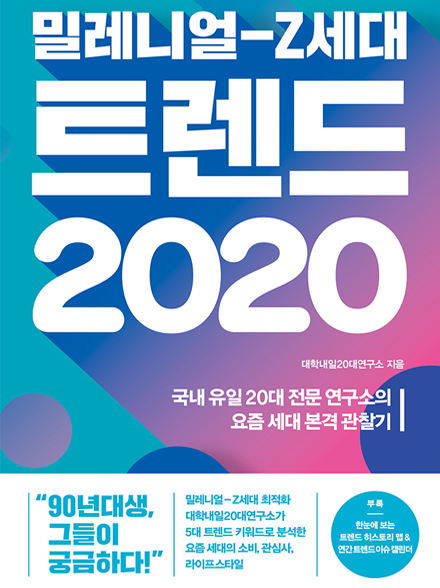 밀레니얼-Z세대
트렌드
2020
대학내일20대연구소 지음
국내 유일 20대 전문 연구소의
요즘 세대 본격 관찰기
“90년대생,
그들이
궁금하다!”
밀레니얼-Z세대 최적화
대학내일20대연구소가
5대 트렌드 키워드로 분석한
요즘 세대의 소비, 관심사,
라이프스타일
부록
한눈에 보는
트렌드 히스토리 맵 &
연간 트렌드 이슈 캘린더